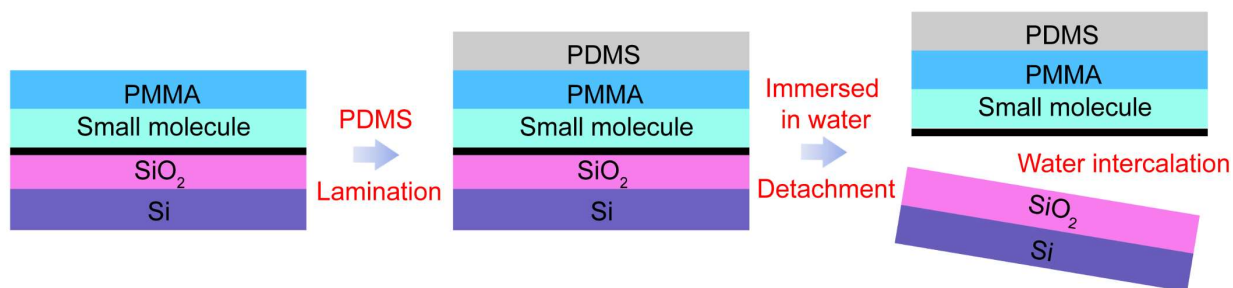 PMMA
Small molecule
SiO₂
Si
PDMS
Lamination
PDMS
PMMA
Small molecule
SiO₂
Si
Immersed
in water
Detachment
PDMS
PMMA
Small molecule
Water intercalation
SiO₂
Si